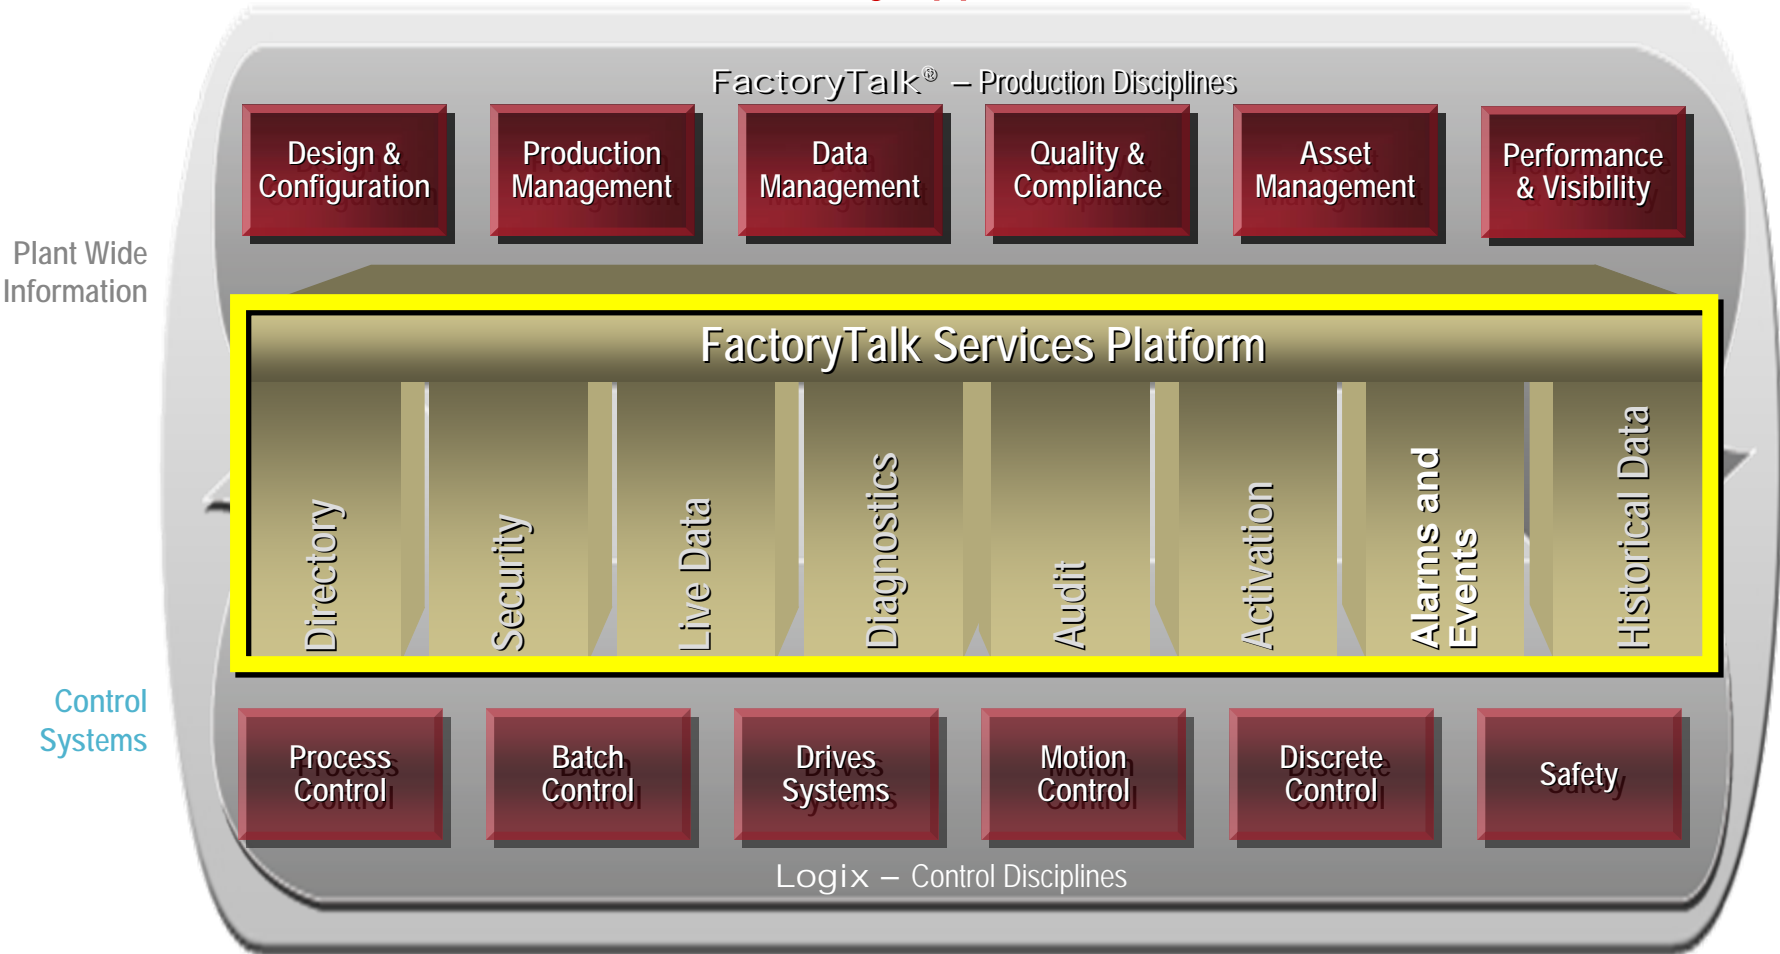 FactoryTalk® – Production Disciplines
Design &
Configuration
Production
Management
Data
Management
Quality &
Compliance
Asset
Management
Performance
& Visibility
Plant Wide
Information
FactoryTalk Services Platform
Directory
Security
Live Data
Diagnostics
Audit
Activation
Alarms and
Events
Historical Data
Control
Systems
Process
Control
Batch
Control
Drives
Systems
Motion
Control
Discrete
Control
Safety
Logix – Control Disciplines